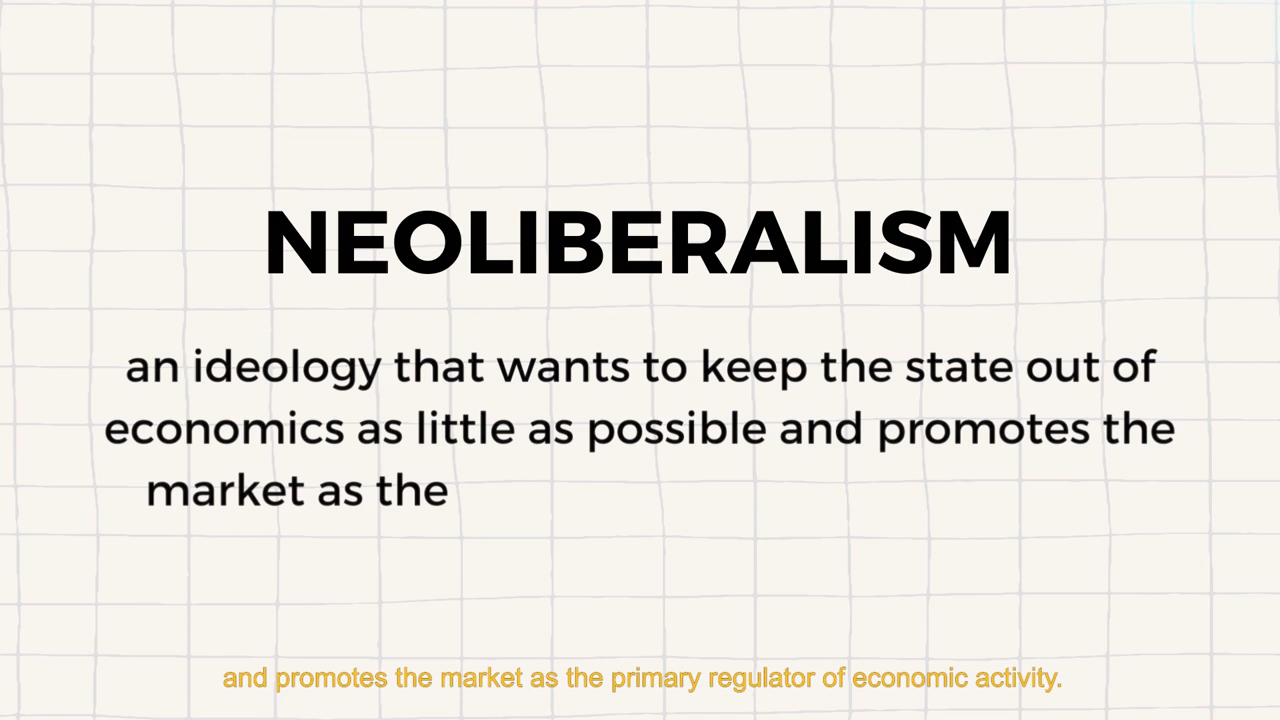 NEOLIBERALISM
an ideology that wants to keep the state out of
economics as little as possible and promotes the
market as the
and promotes the market as the primary regulator of economic activity.